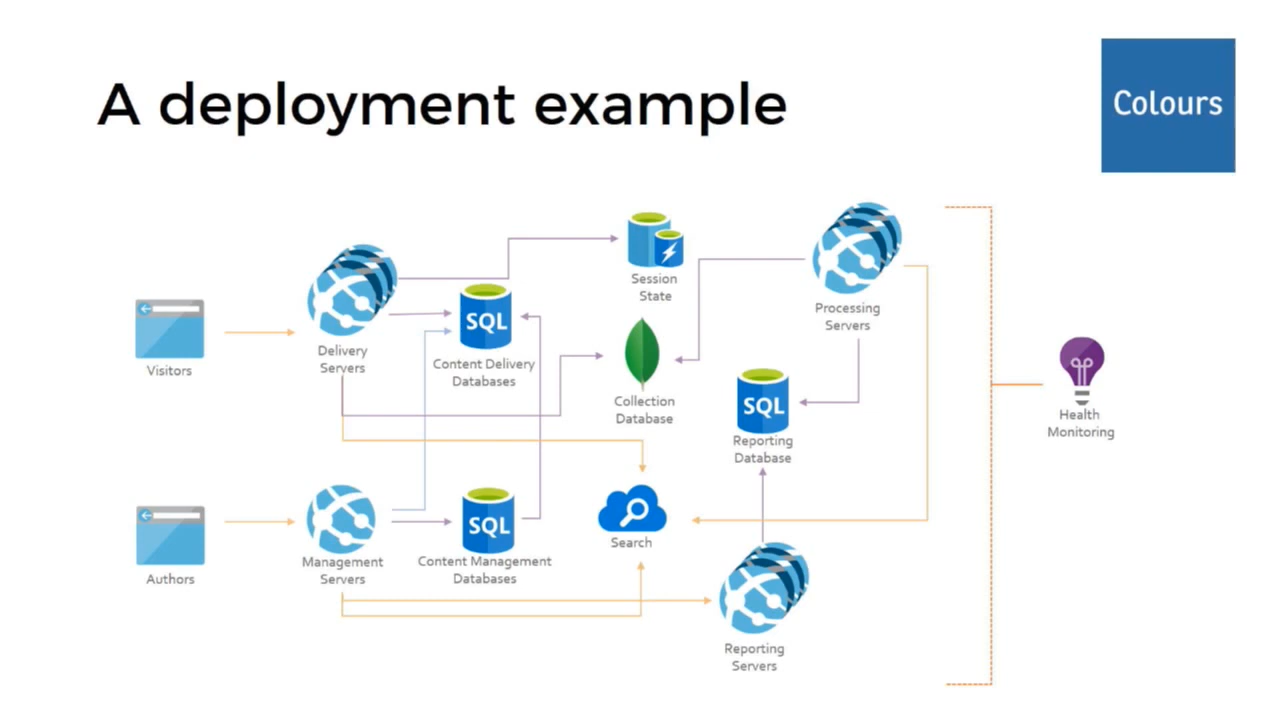 A deployment example
Colours
Session
State
Processing
Servers
Visitors
Delivery
Servers
SQL
Content Delivery
Databases
Collection
Database
SQL
Reporting
Database
Health
Monitoring
Authors
Management
Servers
SQL
Content Management
Databases
Search
Reporting
Servers